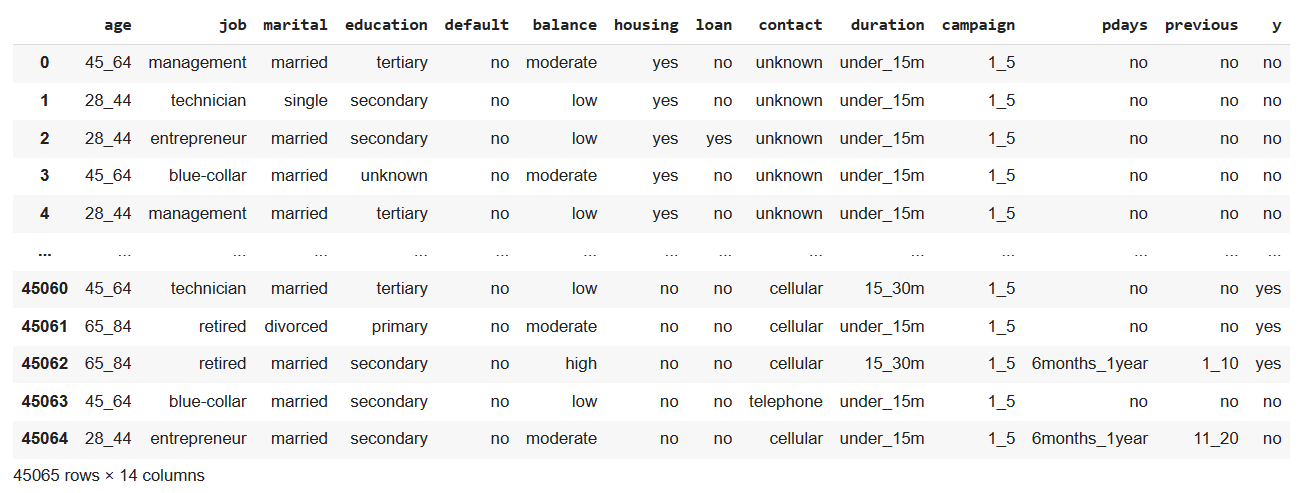 age job marital education default balance housing loan contact duration campaign pdays previous y
0 45_64 management married tertiary no moderate yes no unknown under_15m 1_5 no no no
1 28_44 technician single secondary no low yes no unknown under_15m 1_5 no no no
2 28_44 entrepreneur married secondary no low yes yes unknown under_15m 1_5 no no no
3 45_64 blue-collar married unknown no moderate yes no unknown under_15m 1_5 no no no
4 28_44 management married tertiary no low yes no unknown under_15m 1_5 no no no
... ... ... ... ... ... ... ... ... ... ... ... ... ... ...
45060 45_64 technician married tertiary no low no no cellular 15_30m 1_5 no no yes
45061 65_84 retired divorced primary no moderate no no cellular under_15m 1_5 no no yes
45062 65_84 retired married secondary no high no no cellular 15_30m 1_5 6months_1year 1_10 yes
45063 45_64 blue-collar married secondary no low no no telephone under_15m 1_5 no no no
45064 28_44 entrepreneur married secondary no moderate no no cellular under_15m 1_5 6months_1year 11_20 no
45065 rows × 14 columns